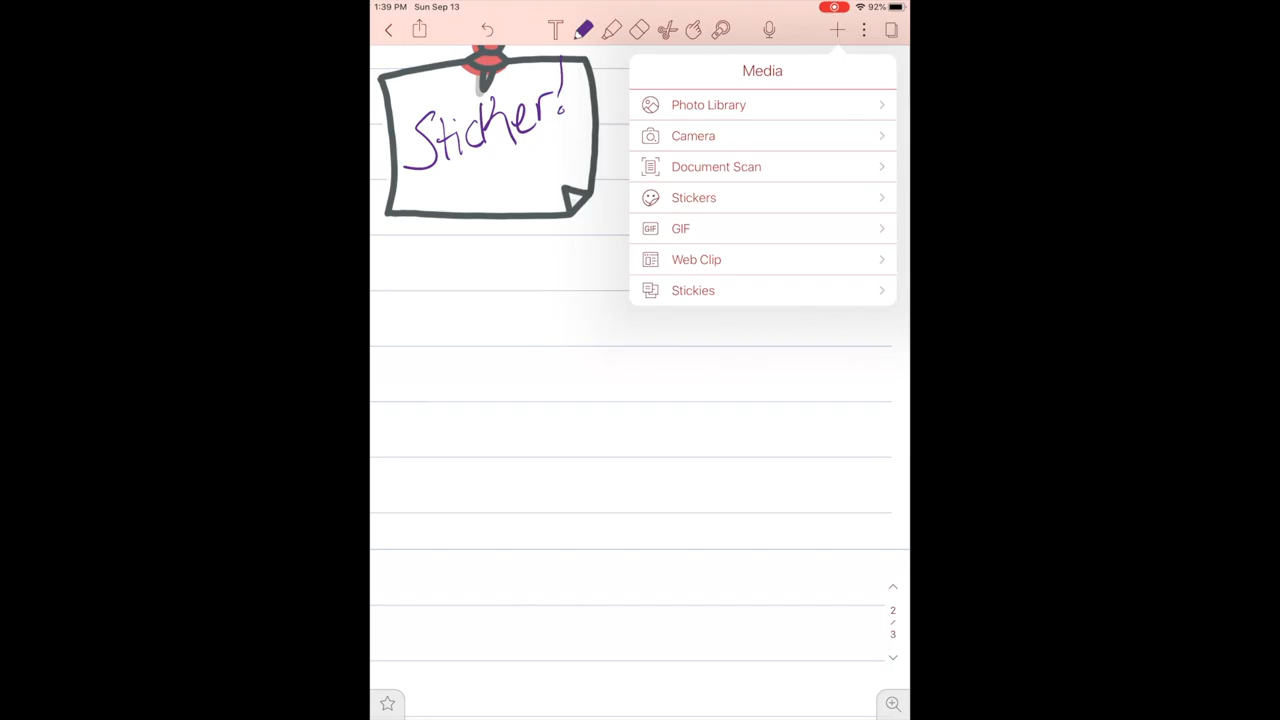 1:39 PM Sun Sep 13 92%
T
Media
Sticker!
Photo Library
Camera
Document Scan
Stickers
GIF GIF
Web Clip
Stickies
2
/
3